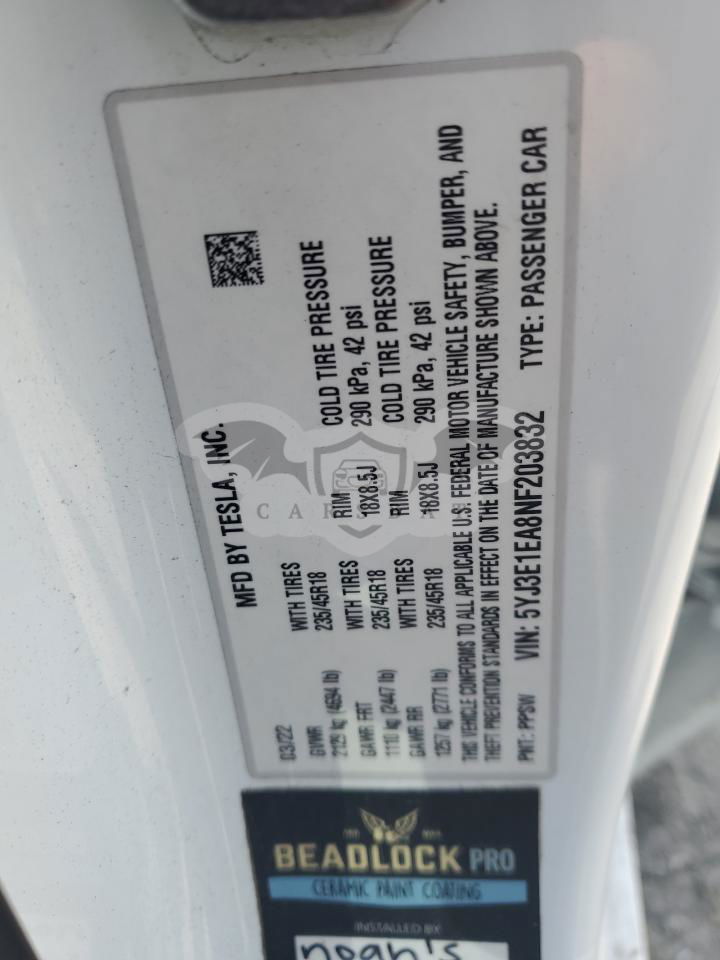 MFD BY TESLA, INC.
03/22
GVWR WITH TIRES RIM COLD TIRE PRESSURE
2129 kg (4694 lb) 235/45R18 18X8.5J 290 kPa, 42 psi
GAWR FRT WITH TIRES RIM COLD TIRE PRESSURE
1110 kg (2447 lb) 235/45R18 18X8.5J 290 kPa, 42 psi
GAWR RR WITH TIRES
1257 kg (2771 lb) 235/45R18
THIS VEHICLE CONFORMS TO ALL APPLICABLE U.S. FEDERAL MOTOR VEHICLE SAFETY, BUMPER, AND
THEFT PREVENTION STANDARDS IN EFFECT ON THE DATE OF MANUFACTURE SHOWN ABOVE.
PNT: PPSW VIN: 5YJ3E1EA8NF203832 TYPE: PASSENGER CAR
BEADLOCK PRO
CERAMIC PAINT COATING
INSTALLED BY
noah's